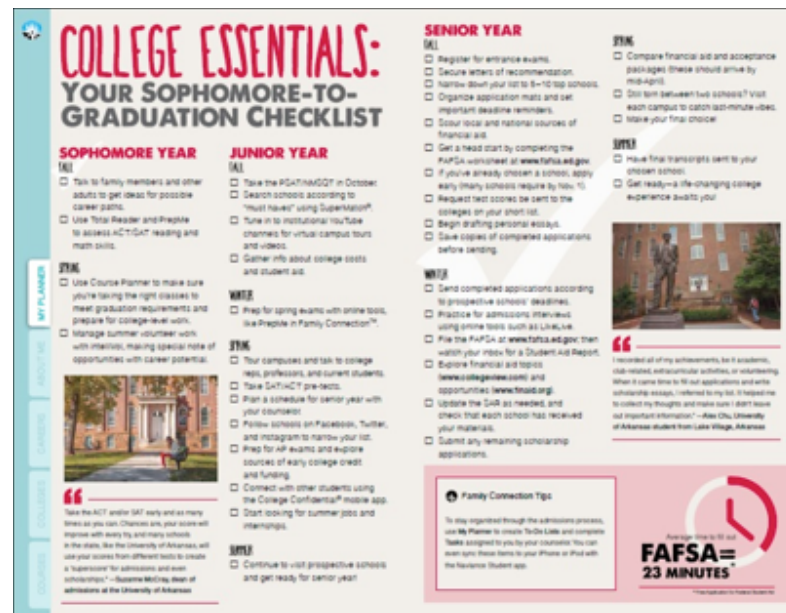 COLLEGE ESSENTIALS:
YOUR SOPHOMORE-TO-
GRADUATION CHECKLIST
SOPHOMORE YEAR
FALL
Talk to family members and other
adults to get ideas for possible
career paths.
Use Total Reader and PrepMe
to assess ACT/SAT reading and
math skills.
SPRING
Use Course Planner to make sure
you're taking the right classes to
meet graduation requirements and
prepare for college-level work.
Manage summer volunteer work
with interVol, making special note of
opportunities with career potential.
Take the ACT and/or SAT early and as many
times as you can. Chances are, your score will
improve with every try, and many schools
in the state, like the University of Arkansas, will
use your scores from different tests to create
a "superscore" for admissions and even
scholarships." —Suzanne McCray, dean of
admissions at the University of Arkansas
JUNIOR YEAR
FALL
Take the PSAT/NMSQT in October.
Search schools according to
"must haves" using SuperMatch®.
Tune in to institutional YouTube
channels for virtual campus tours
and videos.
Gather info about college costs
and student aid.
WINTER
Prep for spring exams with online tools,
like PrepMe in Family Connection™.
SPRING
Tour campuses and talk to college
reps, professors, and current students.
Take SAT/ACT pre-tests.
Plan a schedule for senior year with
your counselor.
Follow schools on Facebook, Twitter,
and Instagram to narrow your list.
Prep for AP exams and explore
sources of early college credit
and funding.
Connect with other students using
the College Confidential® mobile app.
Start looking for summer jobs and
internships.
SUMMER
Continue to visit prospective schools
and get ready for senior year!
SENIOR YEAR
FALL
Register for entrance exams.
Secure letters of recommendation.
Narrow down your list to 5–10 top schools.
Organize application mats and set
important deadline reminders.
Scour local and national sources of
financial aid.
Get a head start by completing the
FAFSA worksheet at www.fafsa.ed.gov.
If you've already chosen a school, apply
early (many schools require by Nov. 1).
Request test scores be sent to the
colleges on your short list.
Begin drafting personal essays.
Save copies of completed applications
before sending.
WINTER
Send completed applications according
to prospective schools' deadlines.
Practice for admissions interviews
using online tools such as LikeLive.
File the FAFSA at www.fafsa.ed.gov; then
watch your inbox for a Student Aid Report.
Explore financial aid topics
(www.collegeview.com) and
opportunities (www.finaid.org).
Update the SAR as needed, and
check that each school has received
your materials.
Submit any remaining scholarship
applications.
SPRING
Compare financial aid and acceptance
packages (these should arrive by
mid-April).
Still torn between two schools? Visit
each campus to catch last-minute vibes.
Make your final choice!
SUMMER
Have final transcripts sent to your
chosen school.
Get ready—a life-changing college
experience awaits you!
I recorded all of my achievements, be it academic,
club-related, extracurricular activities, or volunteering.
When it came time to fill out applications and write
scholarship essays, I referred to my list. It helped me
to collect my thoughts and make sure I didn't leave
out important information." —Alex Chu, University
of Arkansas student from Lake Village, Arkansas
Family Connection Tips
To stay organized through the admissions process,
use My Planner to create To-Do Lists and complete
Tasks assigned to you by your counselor. You can
even sync these items to your iPhone or iPod with
the Naviance Student app.
Average time to fill out
FAFSA=
23 MINUTES*
*Free Application for Federal Student Aid
MY PLANNER
ABOUT ME
CAREERS
COLLEGES
COURSES